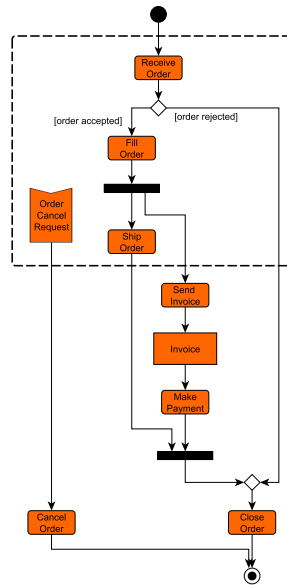 Receive
Order
[order accepted]
[order rejected]
Fill
Order
Order
Cancel
Request
Ship
Order
Send
Invoice
Invoice
Make
Payment
Cancel
Order
Close
Order